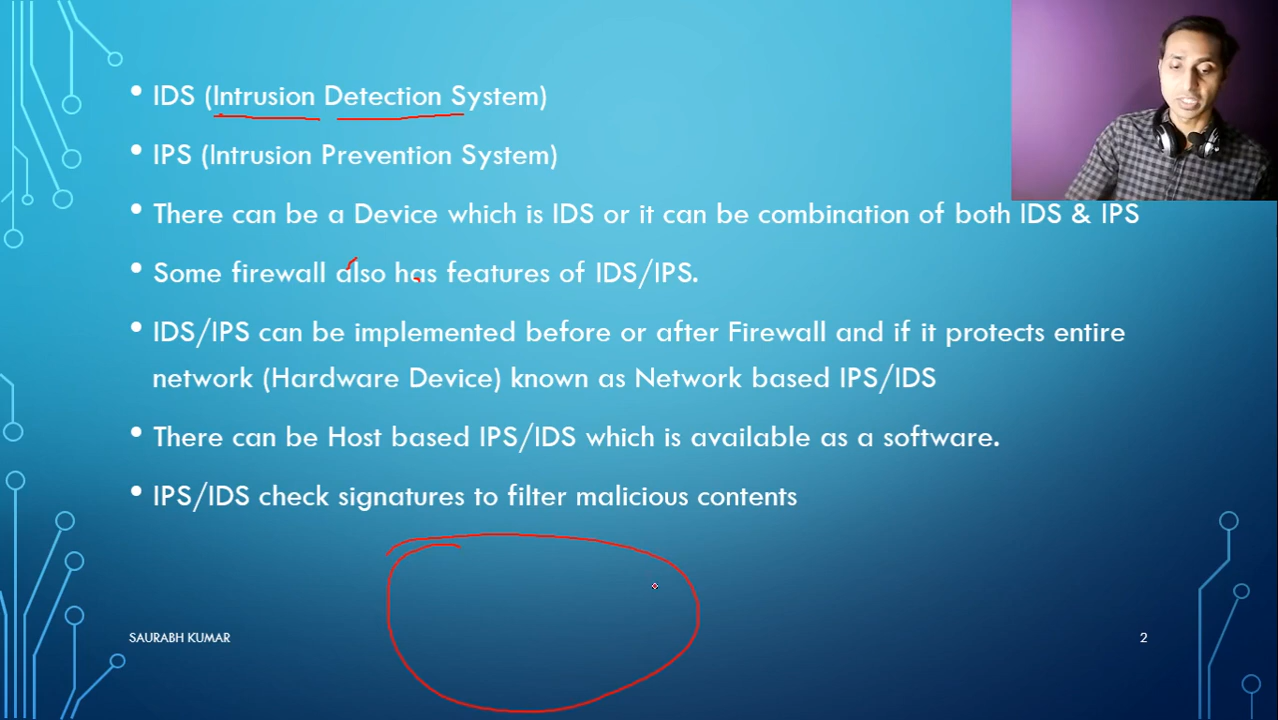 • IDS (Intrusion Detection System)
• IPS (Intrusion Prevention System)
• There can be a Device which is IDS or it can be combination of both IDS & IPS
• Some firewall also has features of IDS/IPS.
• IDS/IPS can be implemented before or after Firewall and if it protects entire
network (Hardware Device) known as Network based IPS/IDS
• There can be Host based IPS/IDS which is available as a software.
• IPS/IDS check signatures to filter malicious contents
SAURABH KUMAR
2